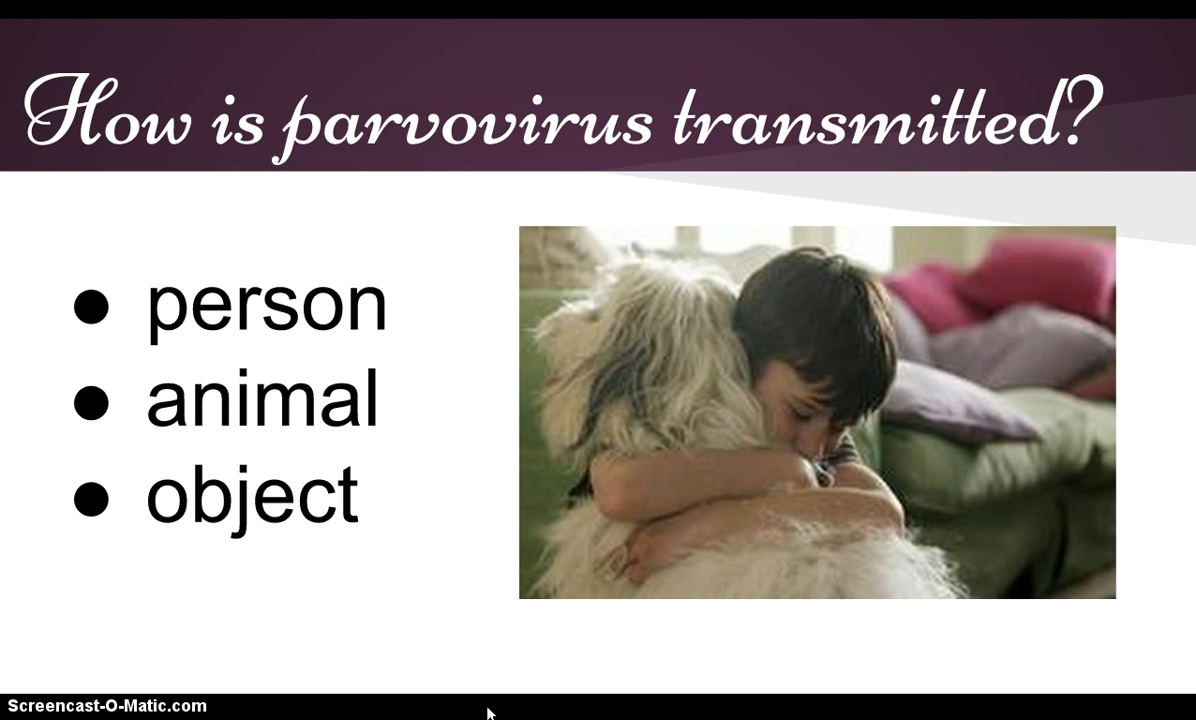 How is parvovirus transmitted?
● person
● animal
● object
Screencast-O-Matic.com